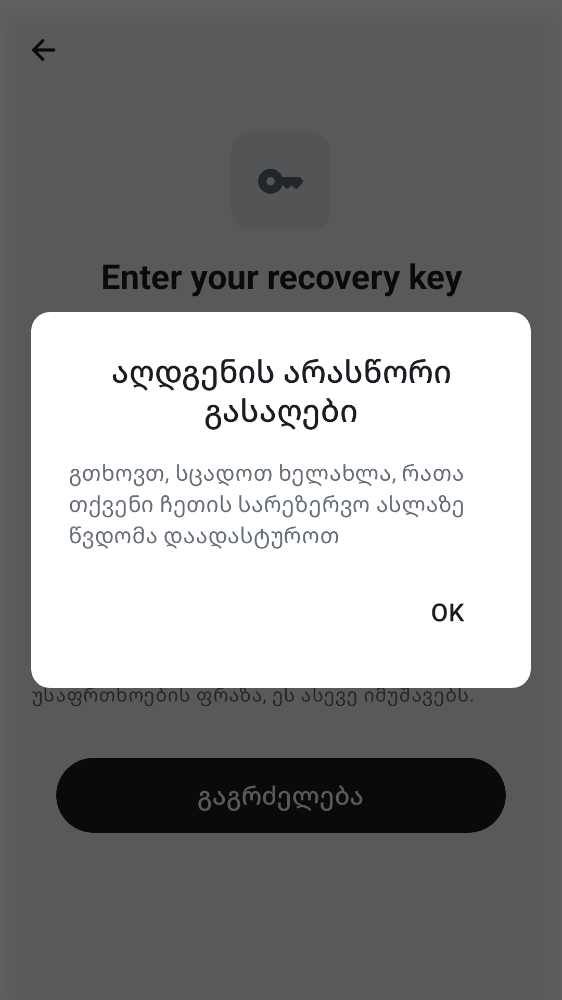 Enter your recovery key
აღდგენის არასწორი
გასაღები
გთხოვთ, სცადოთ ხელახლა, რათა
თქვენი ჩეთის სარეზერვო ასლაზე
წვდომა დაადასტუროთ
OK
უსაფრთხოების ფრაზა, ეს ასევე იმუშავებს.
გაგრძელება